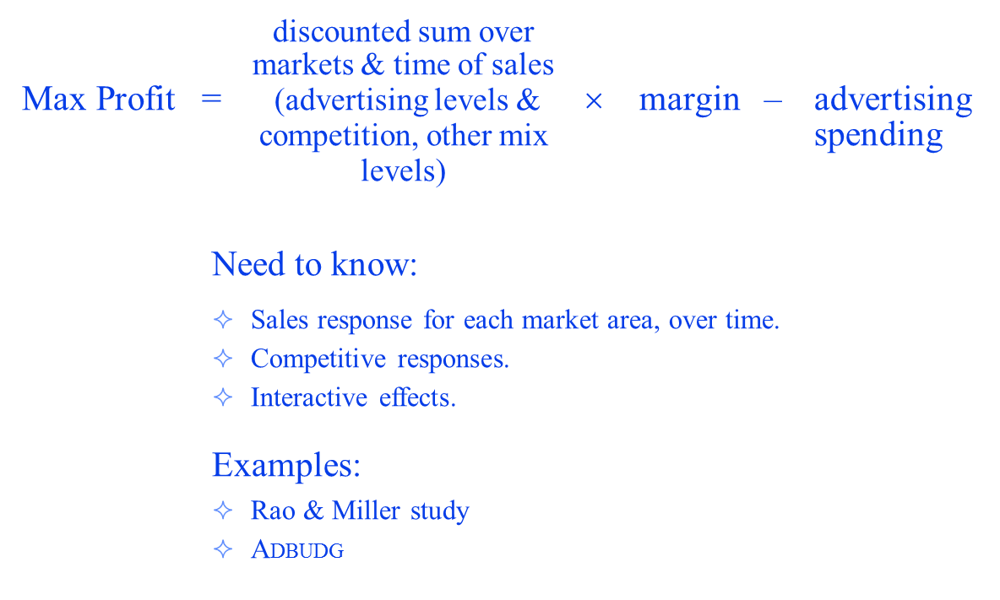 discounted sum over
markets & time of sales
Max Profit = (advertising levels & × margin – advertising
competition, other mix spending
levels)
Need to know:
✧ Sales response for each market area, over time.
✧ Competitive responses.
✧ Interactive effects.
Examples:
✧ Rao & Miller study
✧ ADBUDG